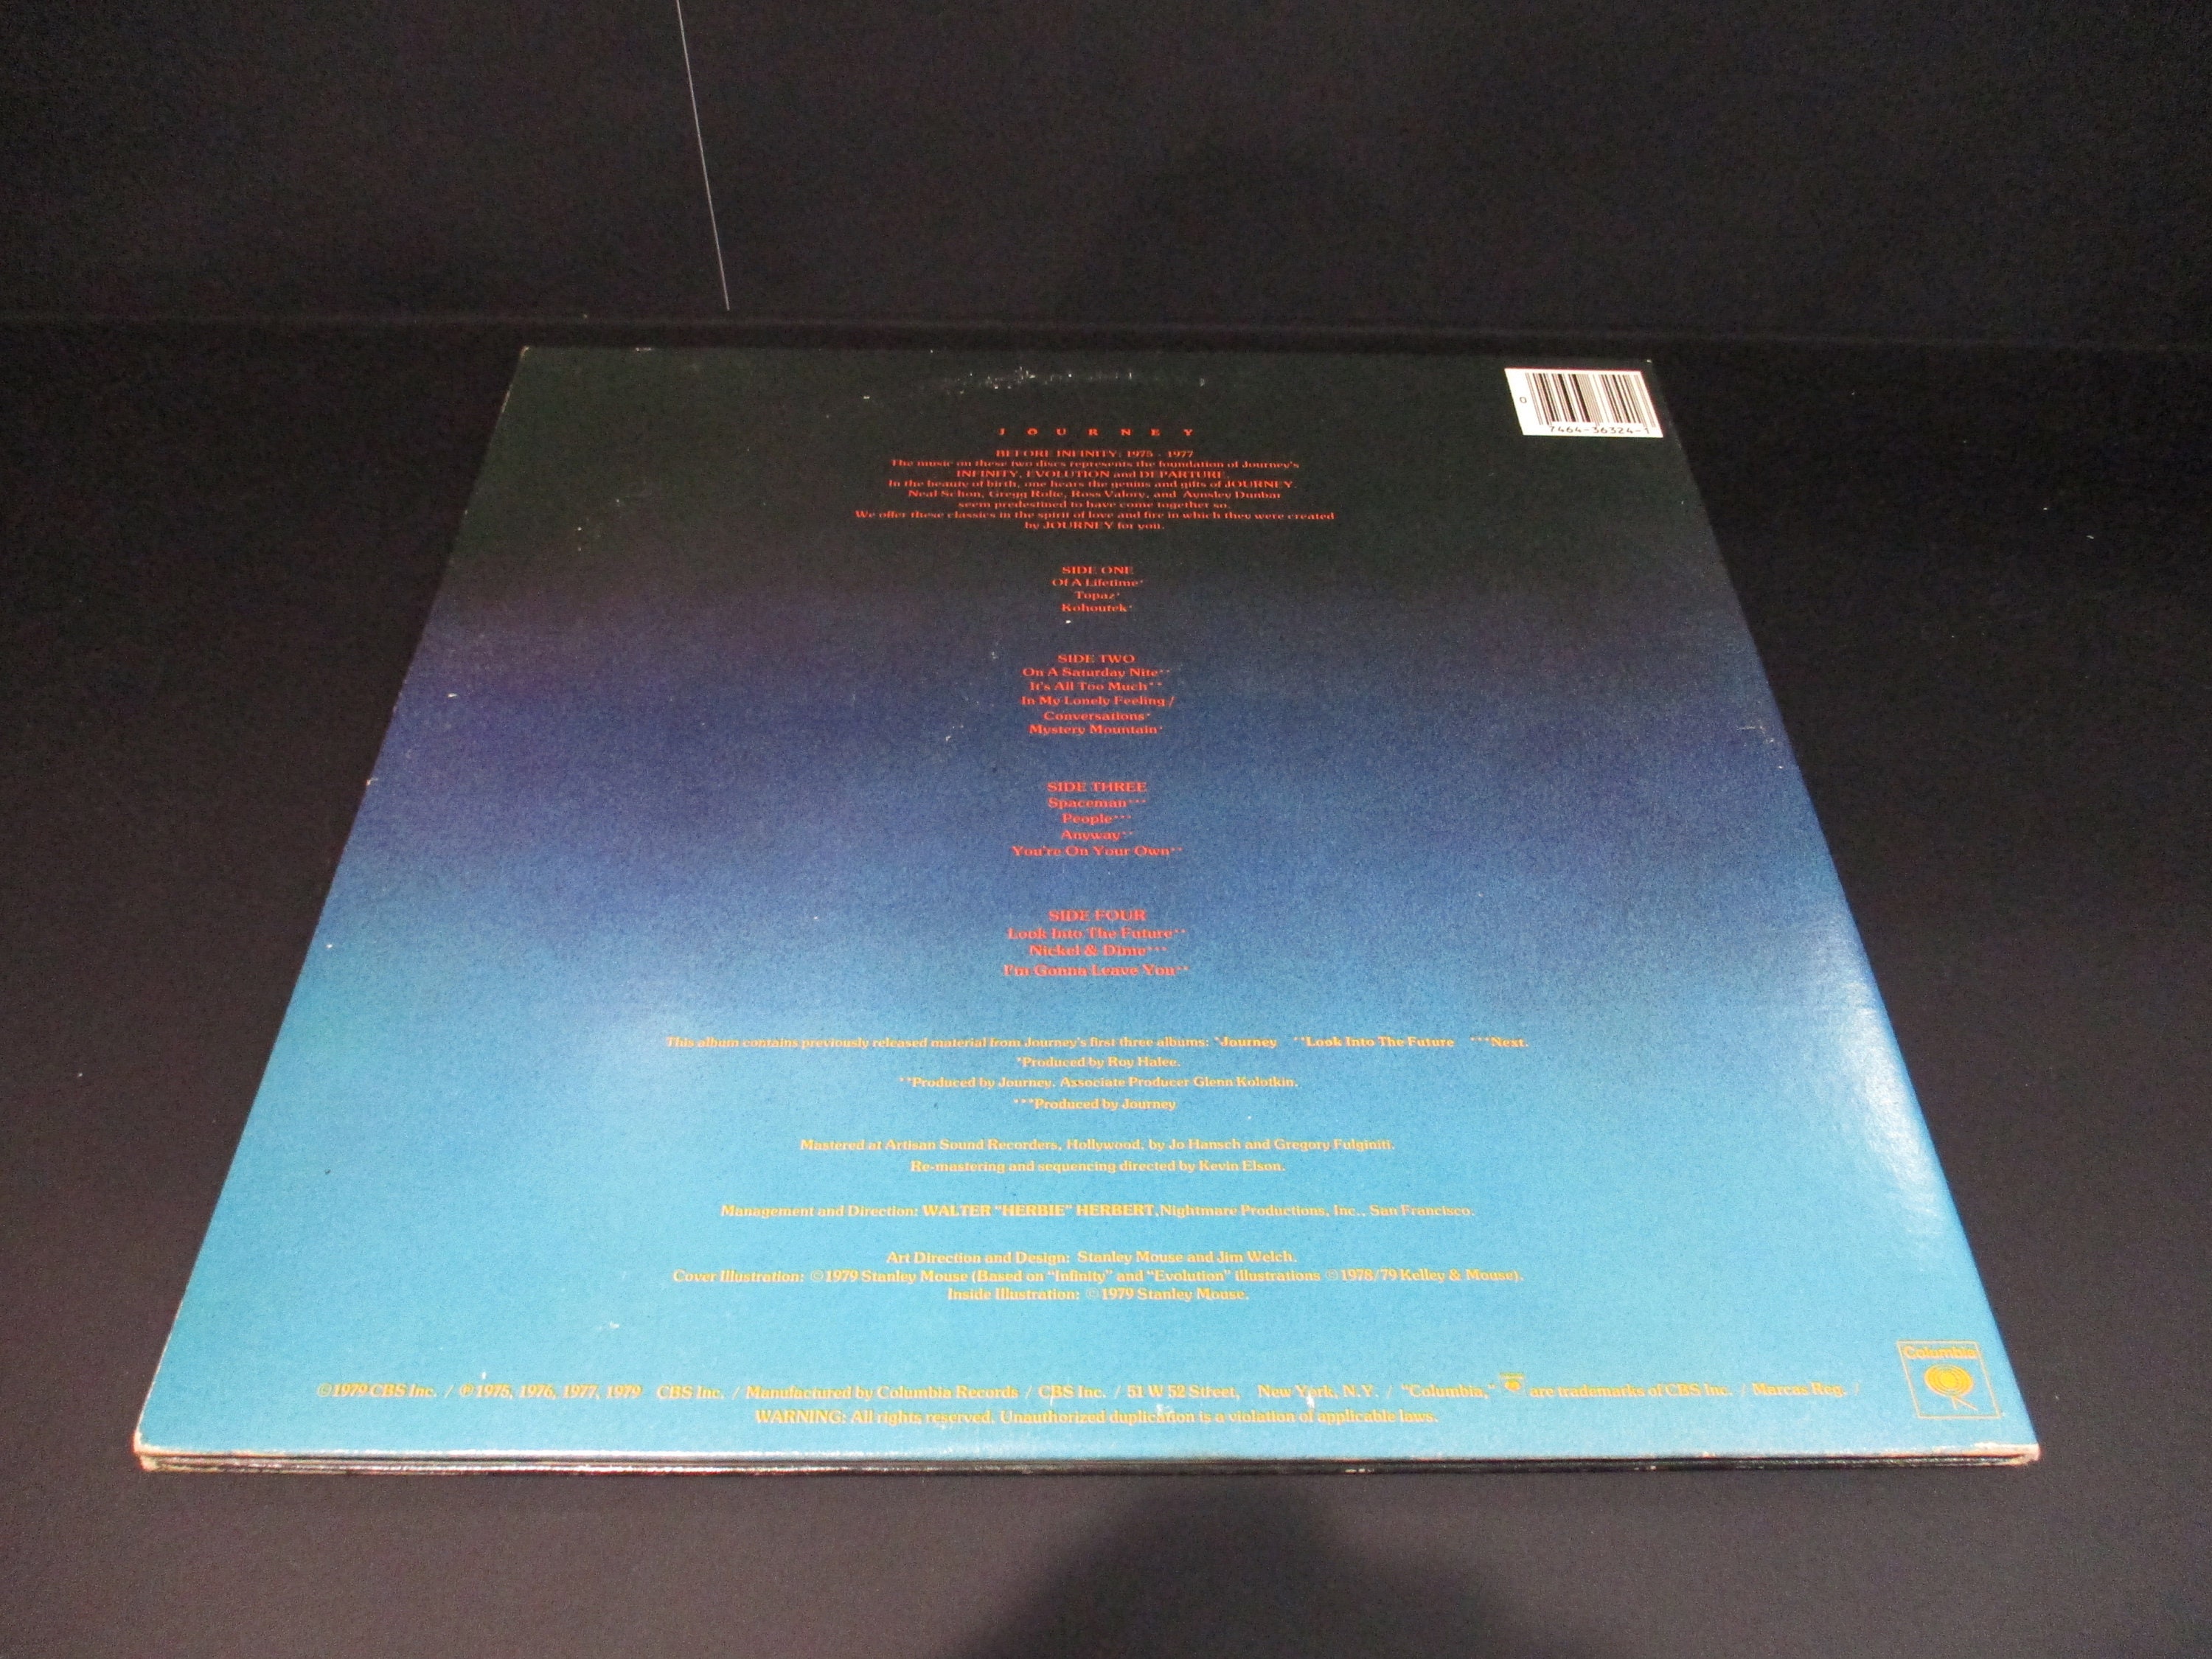 0
7464-36324-1
JOURNEY
BEFORE INFINITY: 1975 - 1977
The music on these two discs represents the foundation of Journey's
INFINITY, EVOLUTION and DEPARTURE.
In the beauty of birth, one hears the genius and gifts of JOURNEY.
Neal Schon, Gregg Rolie, Ross Valory, and Aynsley Dunbar
seem predestined to have come together so.
We offer these classics in the spirit of love and fire in which they were created
by JOURNEY for you.
SIDE ONE
Of A Lifetime*
Topaz*
Kohoutek*
SIDE TWO
On A Saturday Nite**
It's All Too Much**
In My Lonely Feeling /
Conversations*
Mystery Mountain*
SIDE THREE
Spaceman***
People***
Anyway**
You're On Your Own**
SIDE FOUR
Look Into The Future**
Nickel & Dime***
I'm Gonna Leave You**
This album contains previously released material from Journey's first three albums: *Journey **Look Into The Future ***Next.
*Produced by Roy Halee.
**Produced by Journey. Associate Producer Glenn Kolotkin.
***Produced by Journey
Mastered at Artisan Sound Recorders, Hollywood, by Jo Hansch and Gregory Fulginiti.
Re-mastering and sequencing directed by Kevin Elson.
Management and Direction: WALTER "HERBIE" HERBERT, Nightmare Productions, Inc., San Francisco.
Art Direction and Design: Stanley Mouse and Jim Welch.
Cover Illustration: ©1979 Stanley Mouse (Based on "Infinity" and "Evolution" illustrations ©1978/79 Kelley & Mouse).
Inside Illustration: ©1979 Stanley Mouse.
Columbia
©1979 CBS Inc. / ℗ 1975, 1976, 1977, 1979 CBS Inc. / Manufactured by Columbia Records / CBS Inc. / 51 W 52 Street, New York, N.Y. / "Columbia," are trademarks of CBS Inc. / Marcas Reg. /
WARNING: All rights reserved. Unauthorized duplication is a violation of applicable laws.